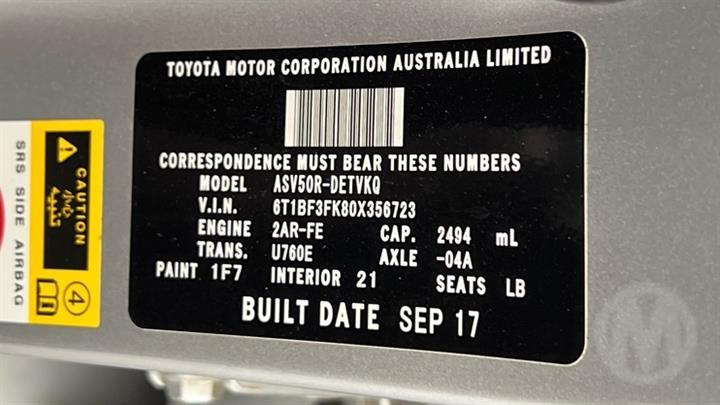 TOYOTA MOTOR CORPORATION AUSTRALIA LIMITED
CORRESPONDENCE MUST BEAR THESE NUMBERS
MODEL ASV50R-DETVKQ
V.I.N. 6T1BF3FK80X356723
ENGINE 2AR-FE CAP. 2494 mL
TRANS. U760E AXLE -04A
PAINT 1F7 INTERIOR 21 SEATS LB
BUILT DATE SEP 17
CAUTION
تنبيه
SRS SIDE AIRBAG
4
M